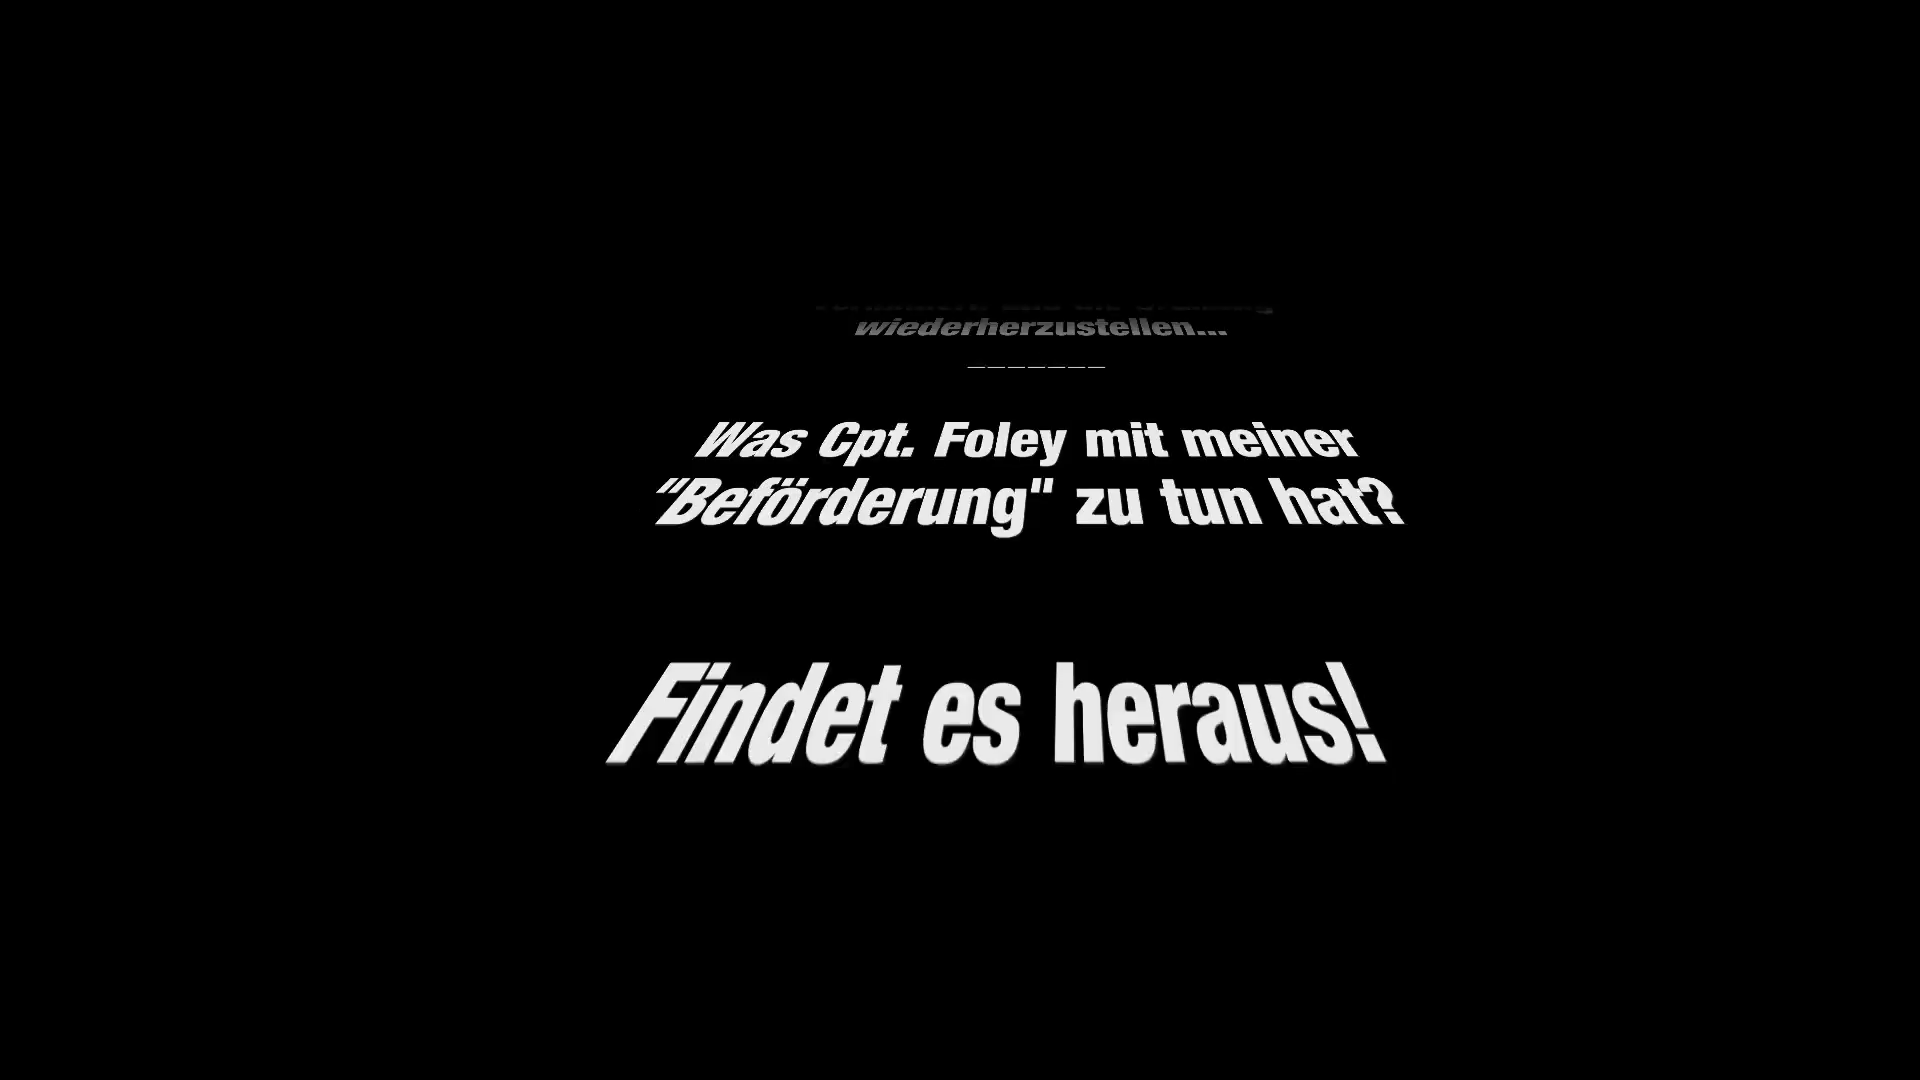 wiederherzustellen...
_______
Was Cpt. Foley mit meiner
"Beförderung" zu tun hat?
Findet es heraus!